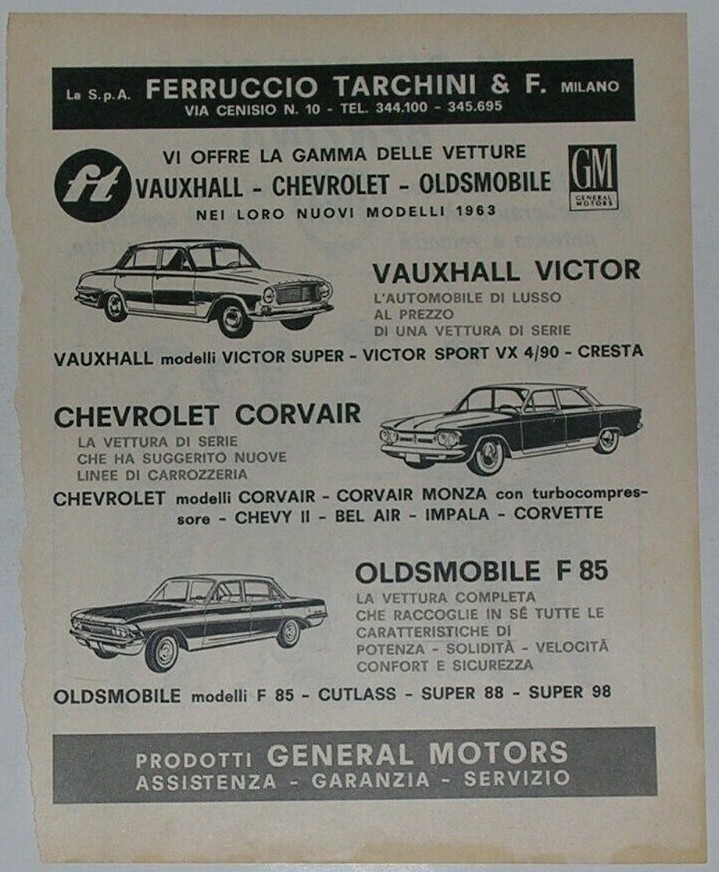 La S.p.A. FERRUCCIO TARCHINI & F. MILANO
VIA CENISIO N. 10 - TEL. 344.100 - 345.695
ft
VI OFFRE LA GAMMA DELLE VETTURE
VAUXHALL - CHEVROLET - OLDSMOBILE
NEI LORO NUOVI MODELLI 1963
GM
GENERAL
MOTORS
VAUXHALL VICTOR
L'AUTOMOBILE DI LUSSO
AL PREZZO
DI UNA VETTURA DI SERIE
VAUXHALL modelli VICTOR SUPER - VICTOR SPORT VX 4/90 - CRESTA
CHEVROLET CORVAIR
LA VETTURA DI SERIE
CHE HA SUGGERITO NUOVE
LINEE DI CARROZZERIA
CHEVROLET modelli CORVAIR - CORVAIR MONZA con turbocompres-
sore - CHEVY II - BEL AIR - IMPALA - CORVETTE
OLDSMOBILE F 85
LA VETTURA COMPLETA
CHE RACCOGLIE IN SÉ TUTTE LE
CARATTERISTICHE DI
POTENZA - SOLIDITÀ - VELOCITÀ
CONFORT E SICUREZZA
OLDSMOBILE modelli F 85 - CUTLASS - SUPER 88 - SUPER 98
PRODOTTI GENERAL MOTORS
ASSISTENZA - GARANZIA - SERVIZIO